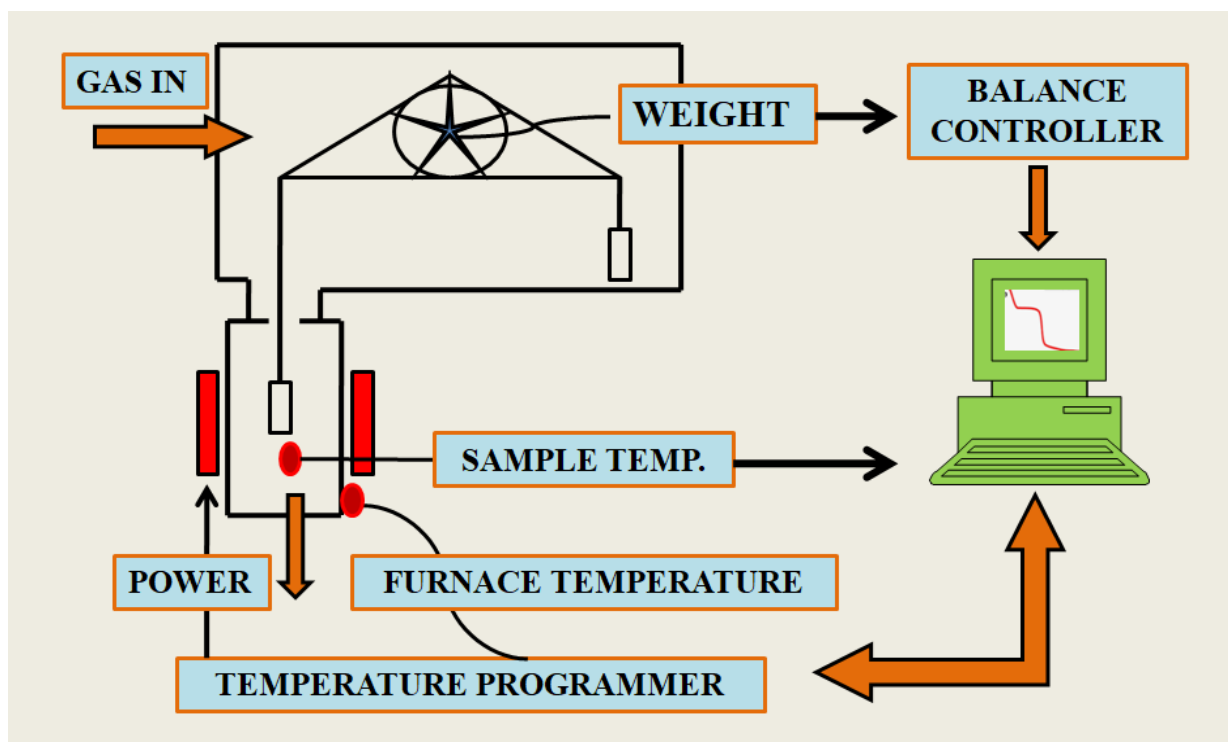 GAS IN
WEIGHT
BALANCE
CONTROLLER
SAMPLE TEMP.
POWER
FURNACE TEMPERATURE
TEMPERATURE PROGRAMMER